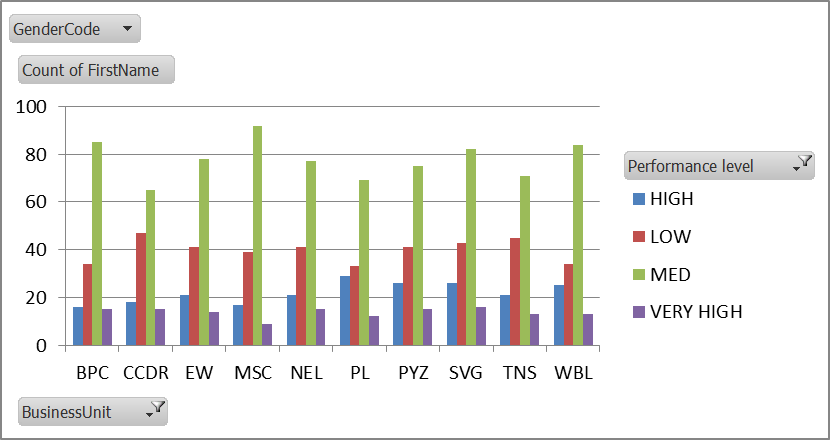 GenderCode
Count of FirstName
100
80
60
40
20
0
BPC CCDR EW MSC NEL PL PYZ SVG TNS WBL
Performance level
HIGH
LOW
MED
VERY HIGH
BusinessUnit